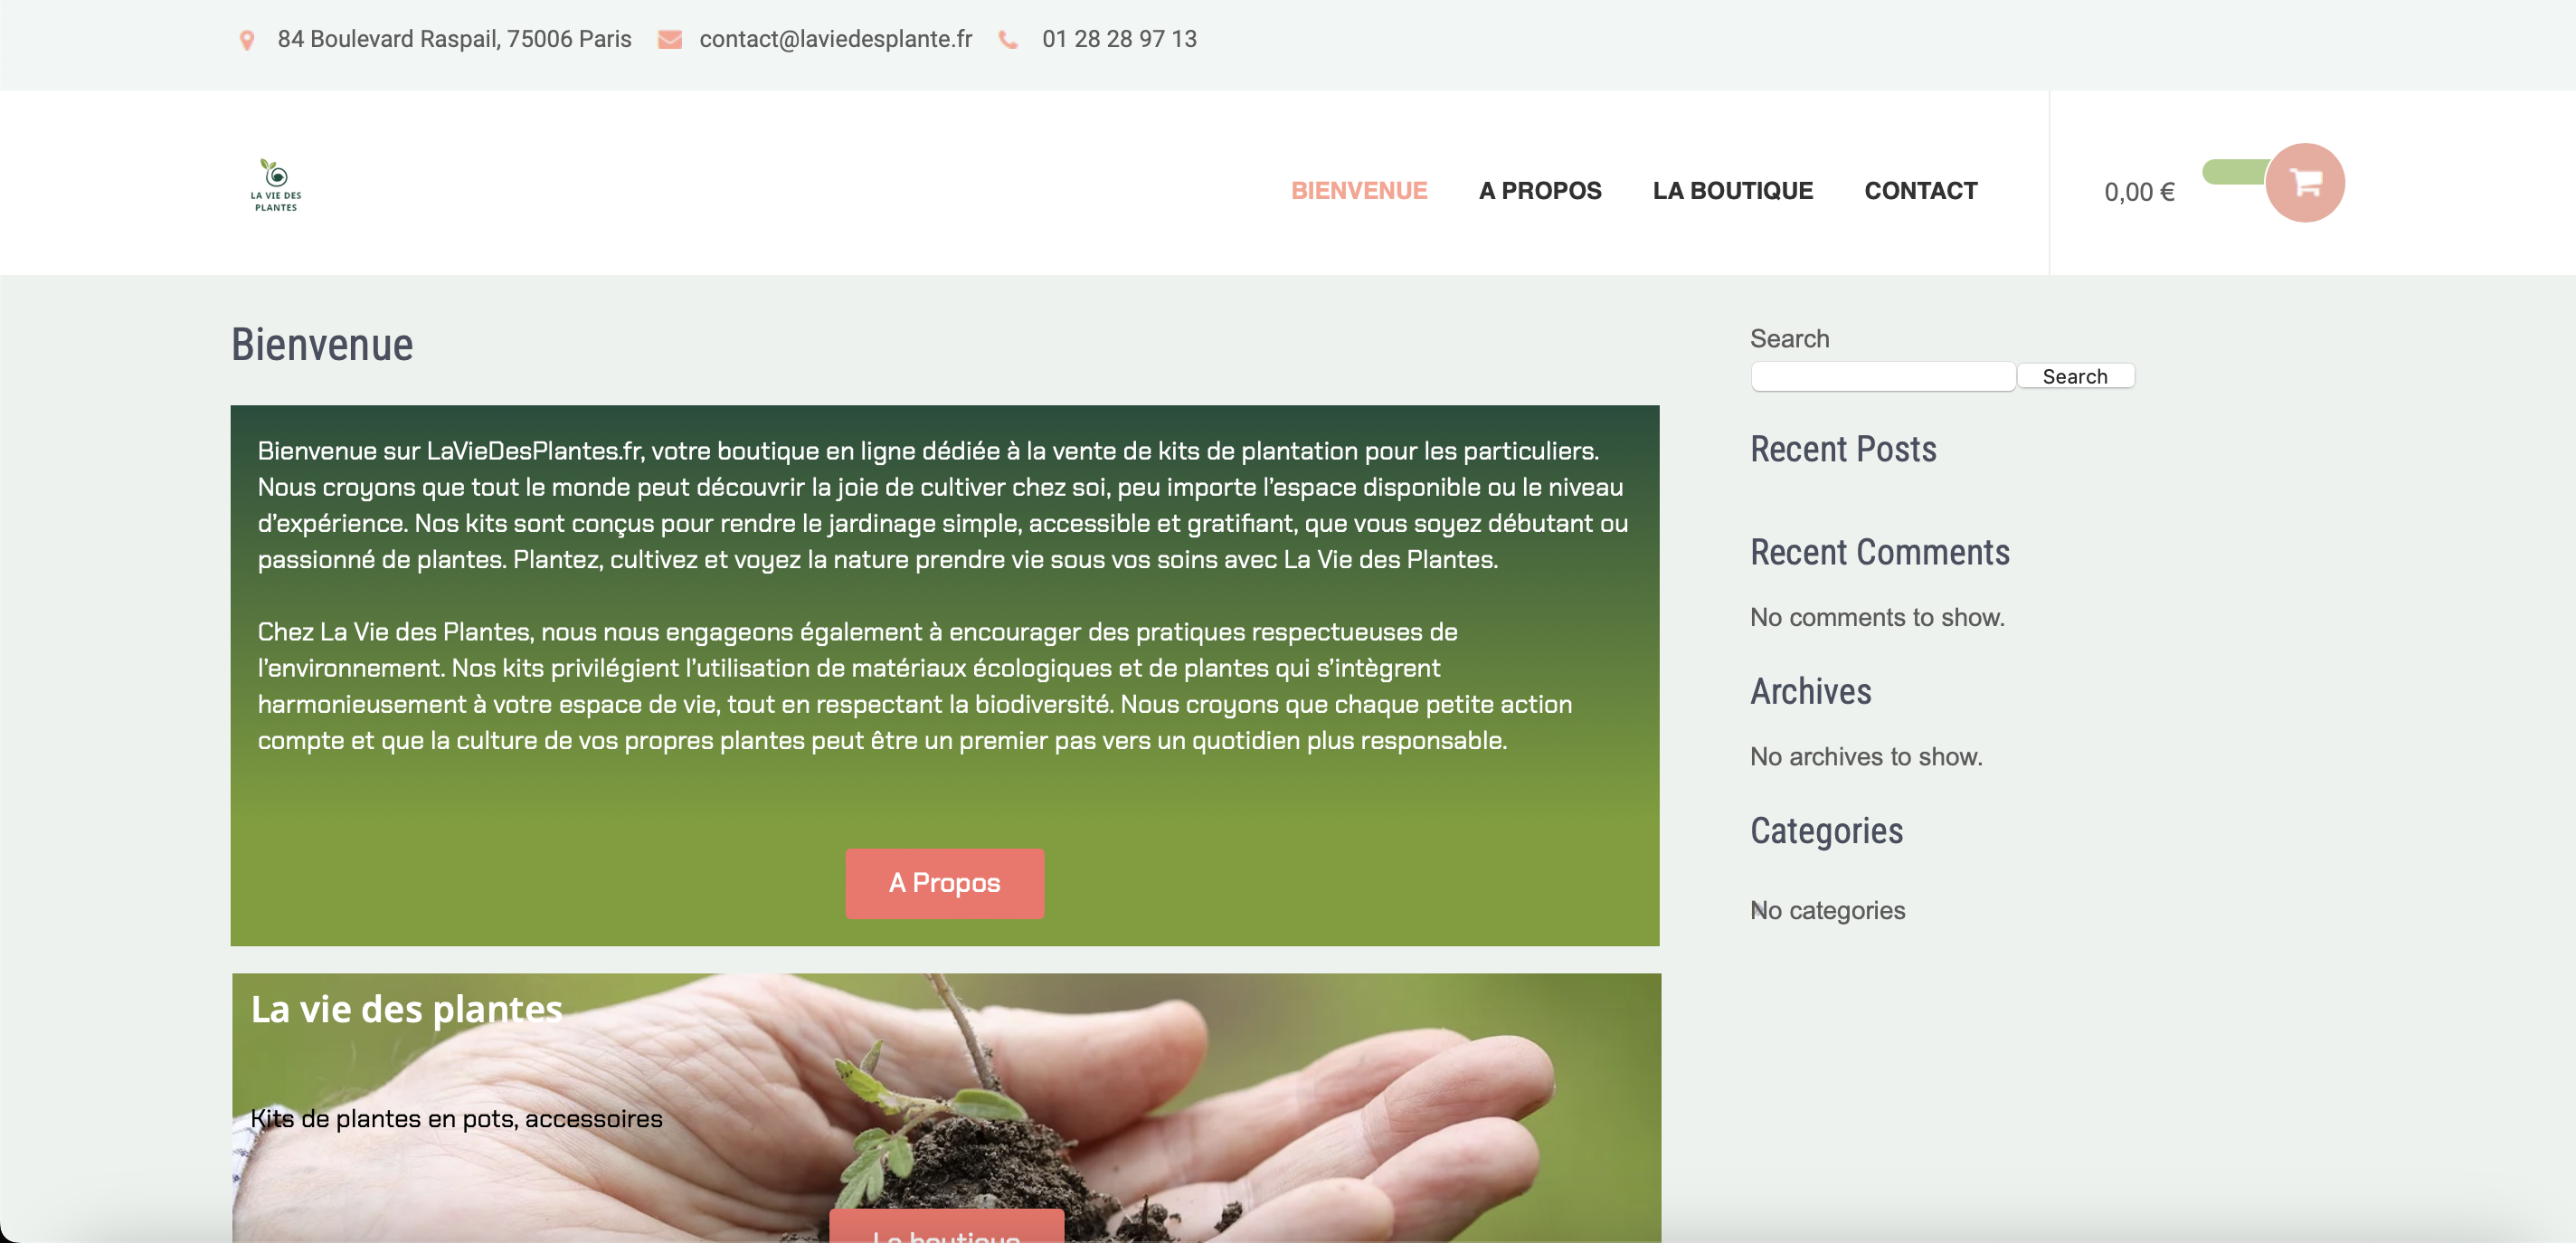 84 Boulevard Raspail, 75006 Paris contact@laviedesplante.fr 01 28 28 97 13
LA VIE DES
PLANTES
BIENVENUE A PROPOS LA BOUTIQUE CONTACT 0,00 €
Bienvenue
Bienvenue sur LaVieDesPlantes.fr, votre boutique en ligne dédiée à la vente de kits de plantation pour les particuliers.
Nous croyons que tout le monde peut découvrir la joie de cultiver chez soi, peu importe l’espace disponible ou le niveau
d’expérience. Nos kits sont conçus pour rendre le jardinage simple, accessible et gratifiant, que vous soyez débutant ou
passionné de plantes. Plantez, cultivez et voyez la nature prendre vie sous vos soins avec La Vie des Plantes.
Chez La Vie des Plantes, nous nous engageons également à encourager des pratiques respectueuses de
l’environnement. Nos kits privilégient l’utilisation de matériaux écologiques et de plantes qui s’intègrent
harmonieusement à votre espace de vie, tout en respectant la biodiversité. Nous croyons que chaque petite action
compte et que la culture de vos propres plantes peut être un premier pas vers un quotidien plus responsable.
A Propos
La vie des plantes
Kits de plantes en pots, accessoires
La boutique
Search
Search
Recent Posts
Recent Comments
No comments to show.
Archives
No archives to show.
Categories
No categories